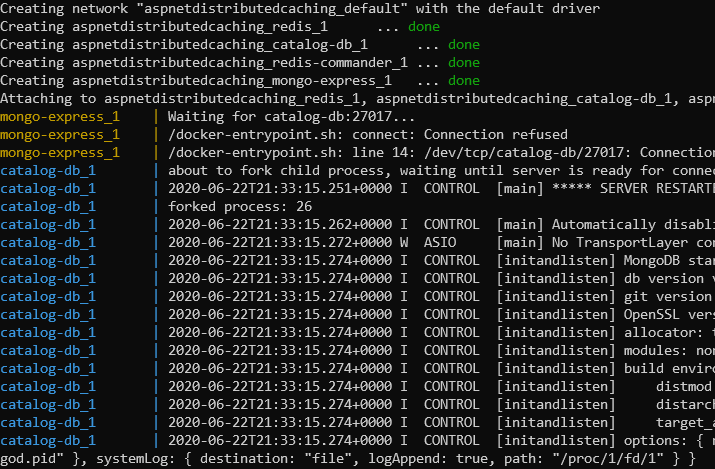 Creating network "aspnetdistributedcaching_default" with the default driver
Creating aspnetdistributedcaching_redis_1 ... done
Creating aspnetdistributedcaching_catalog-db_1 ... done
Creating aspnetdistributedcaching_redis-commander_1 ... done
Creating aspnetdistributedcaching_mongo-express_1 ... done
Attaching to aspnetdistributedcaching_redis_1, aspnetdistributedcaching_catalog-db_1, asp
mongo-express_1 | Waiting for catalog-db:27017...
mongo-express_1 | /docker-entrypoint.sh: connect: Connection refused
mongo-express_1 | /docker-entrypoint.sh: line 14: /dev/tcp/catalog-db/27017: Connection
catalog-db_1 | about to fork child process, waiting until server is ready for connec
catalog-db_1 | 2020-06-22T21:33:15.251+0000 I CONTROL [main] ***** SERVER RESTARTE
catalog-db_1 | forked process: 26
catalog-db_1 | 2020-06-22T21:33:15.262+0000 I CONTROL [main] Automatically disabli
catalog-db_1 | 2020-06-22T21:33:15.272+0000 W ASIO [main] No TransportLayer con
catalog-db_1 | 2020-06-22T21:33:15.274+0000 I CONTROL [initandlisten] MongoDB star
catalog-db_1 | 2020-06-22T21:33:15.274+0000 I CONTROL [initandlisten] db version v
catalog-db_1 | 2020-06-22T21:33:15.274+0000 I CONTROL [initandlisten] git version
catalog-db_1 | 2020-06-22T21:33:15.274+0000 I CONTROL [initandlisten] OpenSSL vers
catalog-db_1 | 2020-06-22T21:33:15.274+0000 I CONTROL [initandlisten] allocator: t
catalog-db_1 | 2020-06-22T21:33:15.274+0000 I CONTROL [initandlisten] modules: non
catalog-db_1 | 2020-06-22T21:33:15.274+0000 I CONTROL [initandlisten] build enviro
catalog-db_1 | 2020-06-22T21:33:15.274+0000 I CONTROL [initandlisten] distmod
catalog-db_1 | 2020-06-22T21:33:15.274+0000 I CONTROL [initandlisten] distarch
catalog-db_1 | 2020-06-22T21:33:15.274+0000 I CONTROL [initandlisten] target_a
catalog-db_1 | 2020-06-22T21:33:15.274+0000 I CONTROL [initandlisten] options: { n
god.pid" }, systemLog: { destination: "file", logAppend: true, path: "/proc/1/fd/1" } }